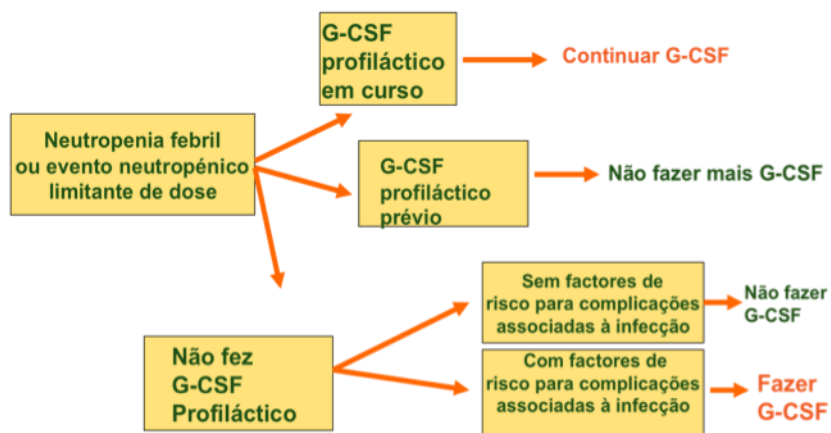 G-CSF
profiláctico
em curso
Continuar G-CSF
Neutropenia febril
ou evento neutropénico
limitante de dose
G-CSF
profiláctico
prévio
Não fazer mais G-CSF
Sem factores de
risco para complicações
associadas à infecção
Não fazer
G-CSF
Não fez
G-CSF
Profiláctico
Com factores de
risco para complicações
associadas à infecção
Fazer
G-CSF